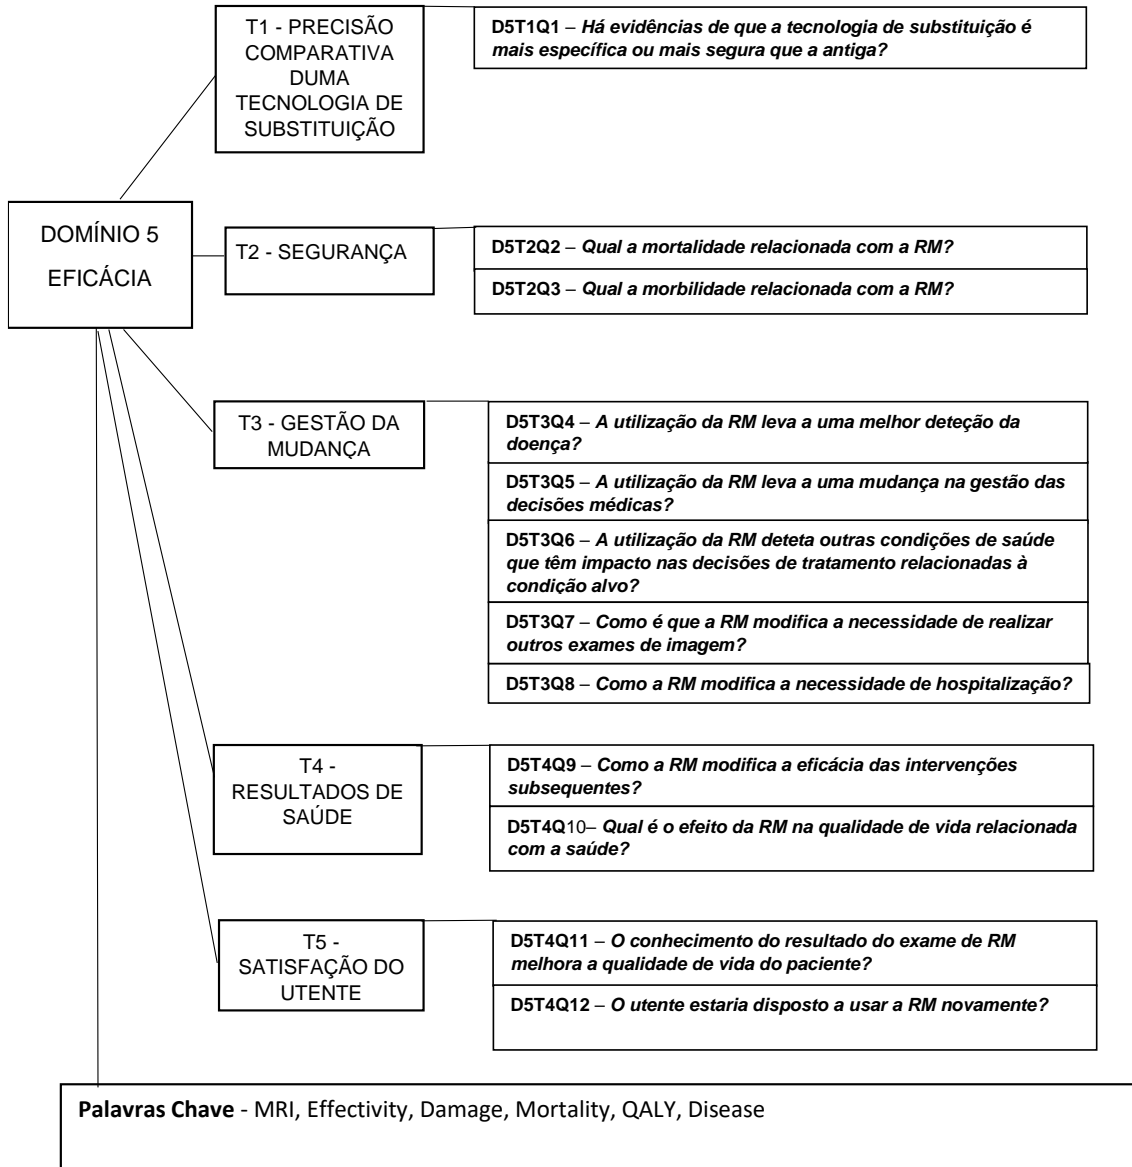 T1 - PRECISÃO
COMPARATIVA
DUMA
TECNOLOGIA DE
SUBSTITUIÇÃO
D5T1Q1 – Há evidências de que a tecnologia de substituição é
mais específica ou mais segura que a antiga?
DOMÍNIO 5
EFICÁCIA
T2 - SEGURANÇA
D5T2Q2 – Qual a mortalidade relacionada com a RM?
D5T2Q3 – Qual a morbilidade relacionada com a RM?
T3 - GESTÃO DA
MUDANÇA
D5T3Q4 – A utilização da RM leva a uma melhor deteção da
doença?
D5T3Q5 – A utilização da RM leva a uma mudança na gestão das
decisões médicas?
D5T3Q6 – A utilização da RM deteta outras condições de saúde
que têm impacto nas decisões de tratamento relacionadas à
condição alvo?
D5T3Q7 – Como é que a RM modifica a necessidade de realizar
outros exames de imagem?
D5T3Q8 – Como a RM modifica a necessidade de hospitalização?
T4 -
RESULTADOS DE
SAÚDE
D5T4Q9 – Como a RM modifica a eficácia das intervenções
subsequentes?
D5T4Q10– Qual é o efeito da RM na qualidade de vida relacionada
com a saúde?
T5 -
SATISFAÇÃO DO
UTENTE
D5T4Q11 – O conhecimento do resultado do exame de RM
melhora a qualidade de vida do paciente?
D5T4Q12 – O utente estaria disposto a usar a RM novamente?
Palavras Chave - MRI, Effectivity, Damage, Mortality, QALY, Disease